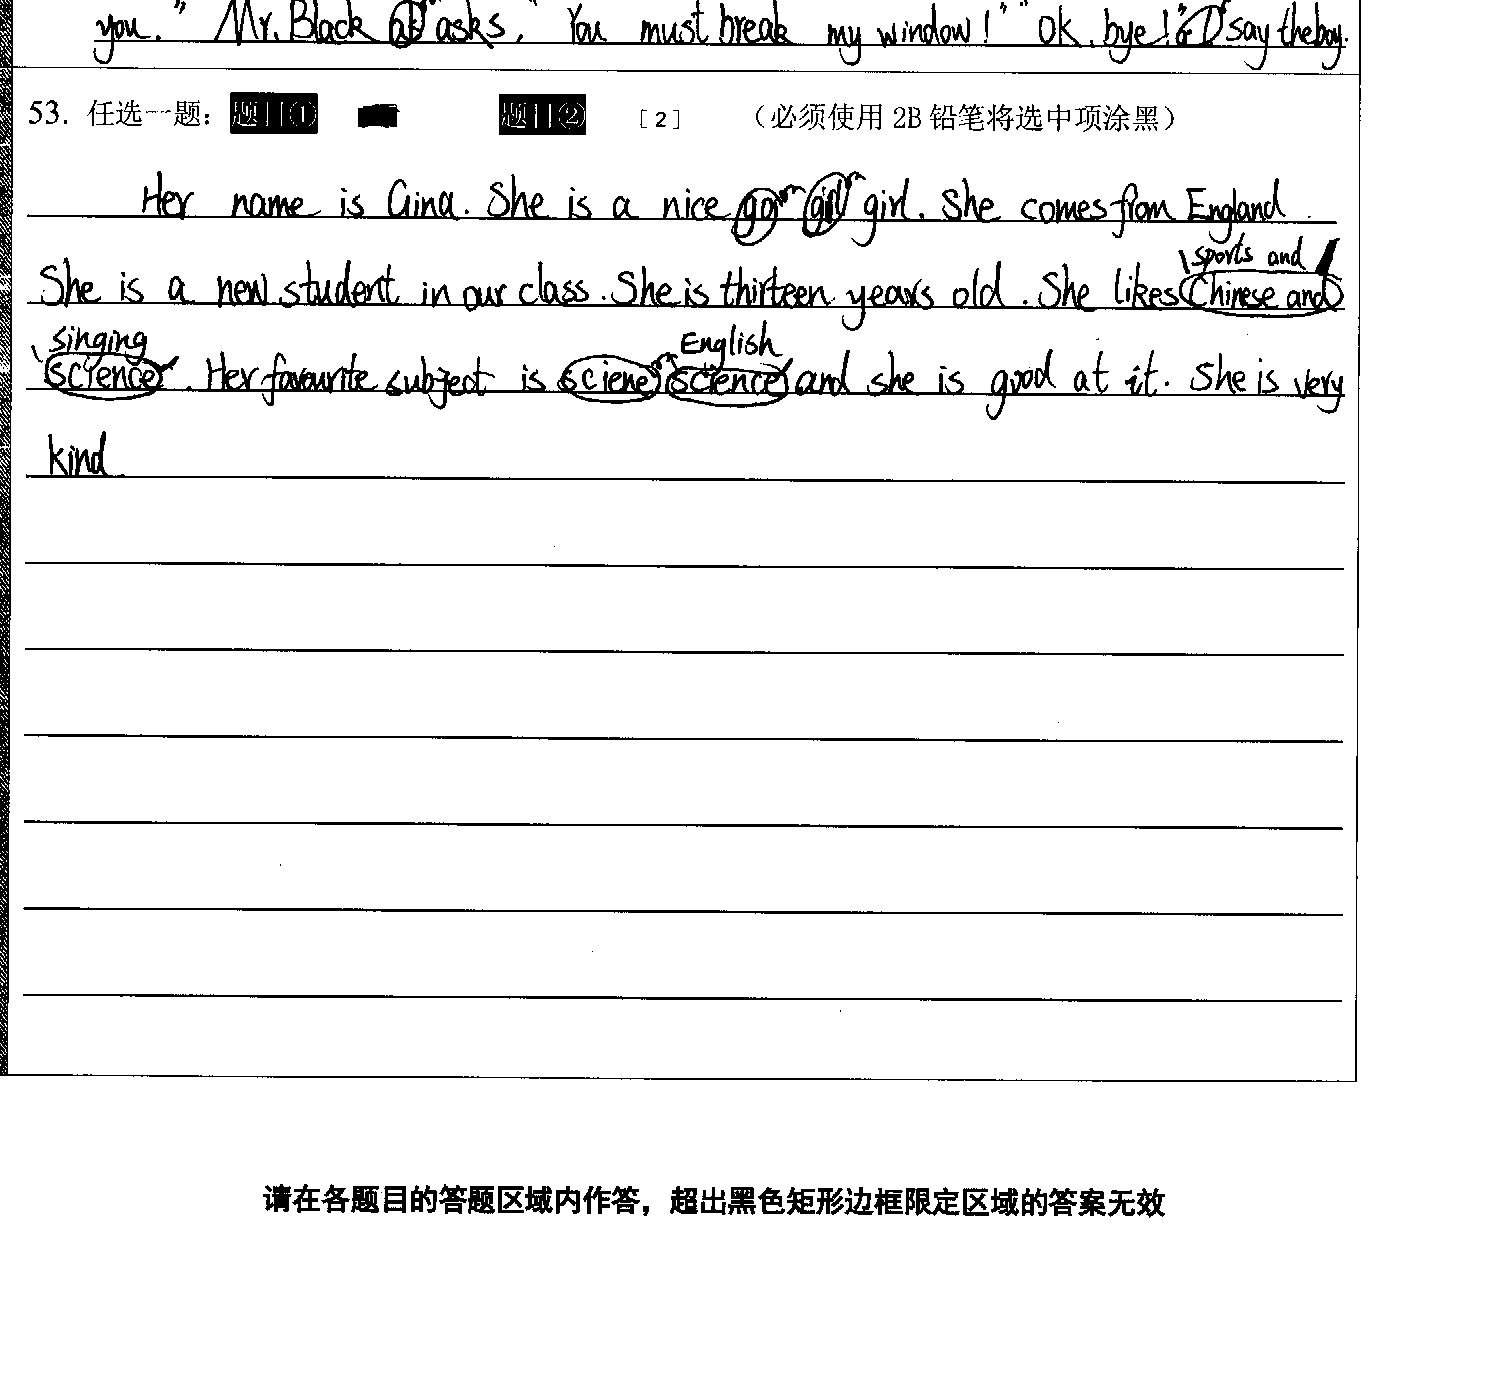 you." Mr. Black as asks. "You must break my window!" "Ok, bye!" say the boy.
53. 任选一题: 题目① 题目② [2] (必须使用 2B 铅笔将选中项涂黑)
Her name is Gina. She is a nice go gil girl. She comes from England
sports and
She is a new student in our class. She is thirteen years old. She likes Chinese and
singing English
science. Her favourite subject is sciene science and she is good at it. She is very
kind
请在各题目的答题区域内作答，超出黑色矩形边框限定区域的答案无效